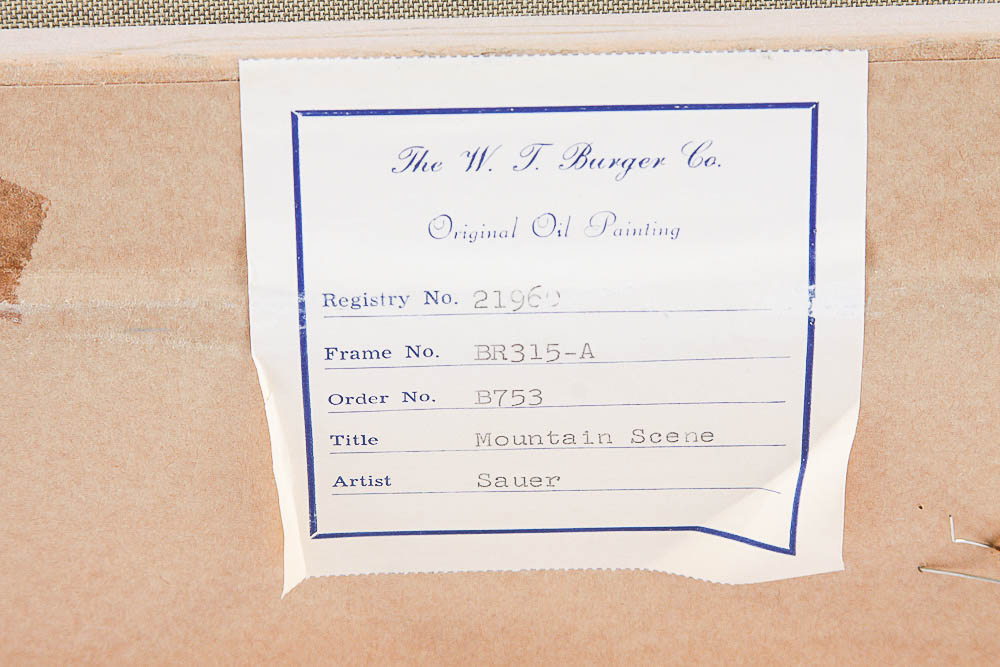 The W. T. Burger Co.
Original Oil Painting
Registry No. 21960
Frame No. BR315-A
Order No. B753
Title Mountain Scene
Artist Sauer